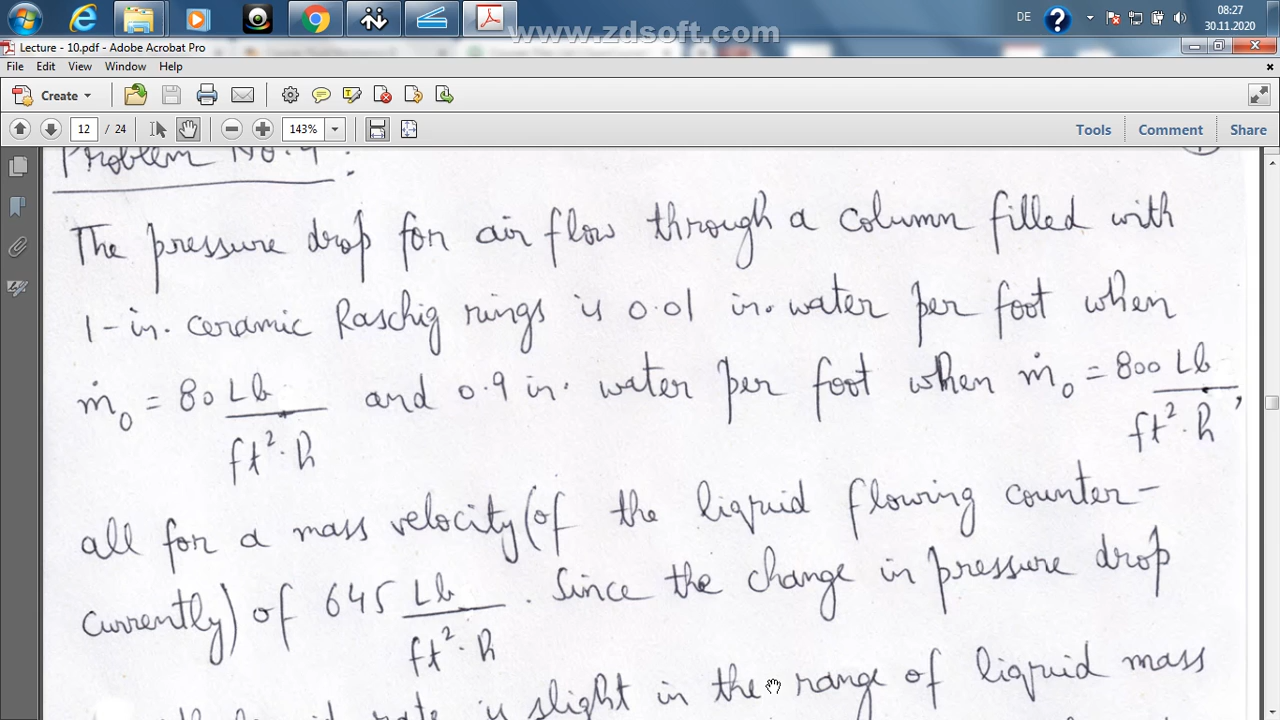 DE
08:27
30.11.2020
www.zdsoft.com
Lecture - 10.pdf - Adobe Acrobat Pro
File Edit View Window Help
Create
12 / 24 143% Tools Comment Share
Problem No.
The pressure drop for air flow through a column filled with
1-in. ceramic Raschig rings is 0.01 in. water per foot when
ṁ₀ = 80 Lb/ft²·h and 0.9 in. water per foot when ṁ₀ = 800 Lb/ft²·h,
all for a mass velocity (of the liquid flowing counter-
currently) of 645 Lb/ft²·h. Since the change in pressure drop
rate is slight in the range of liquid mass